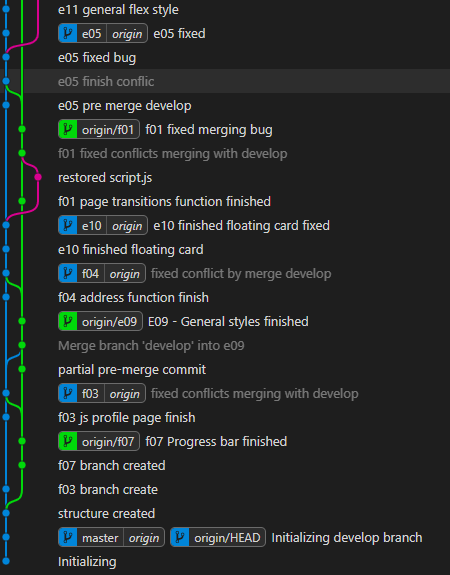 e11 general flex style
e05 origin e05 fixed
e05 fixed bug
e05 finish conflic
e05 pre merge develop
origin/f01 f01 fixed merging bug
f01 fixed conflicts merging with develop
restored script.js
f01 page transitions function finished
e10 origin e10 finished floating card fixed
e10 finished floating card
f04 origin fixed conflict by merge develop
f04 address function finish
origin/e09 E09 - General styles finished
Merge branch 'develop' into e09
partial pre-merge commit
f03 origin fixed conflicts merging with develop
f03 js profile page finish
origin/f07 f07 Progress bar finished
f07 branch created
f03 branch create
structure created
master origin origin/HEAD Initializing develop branch
Initializing